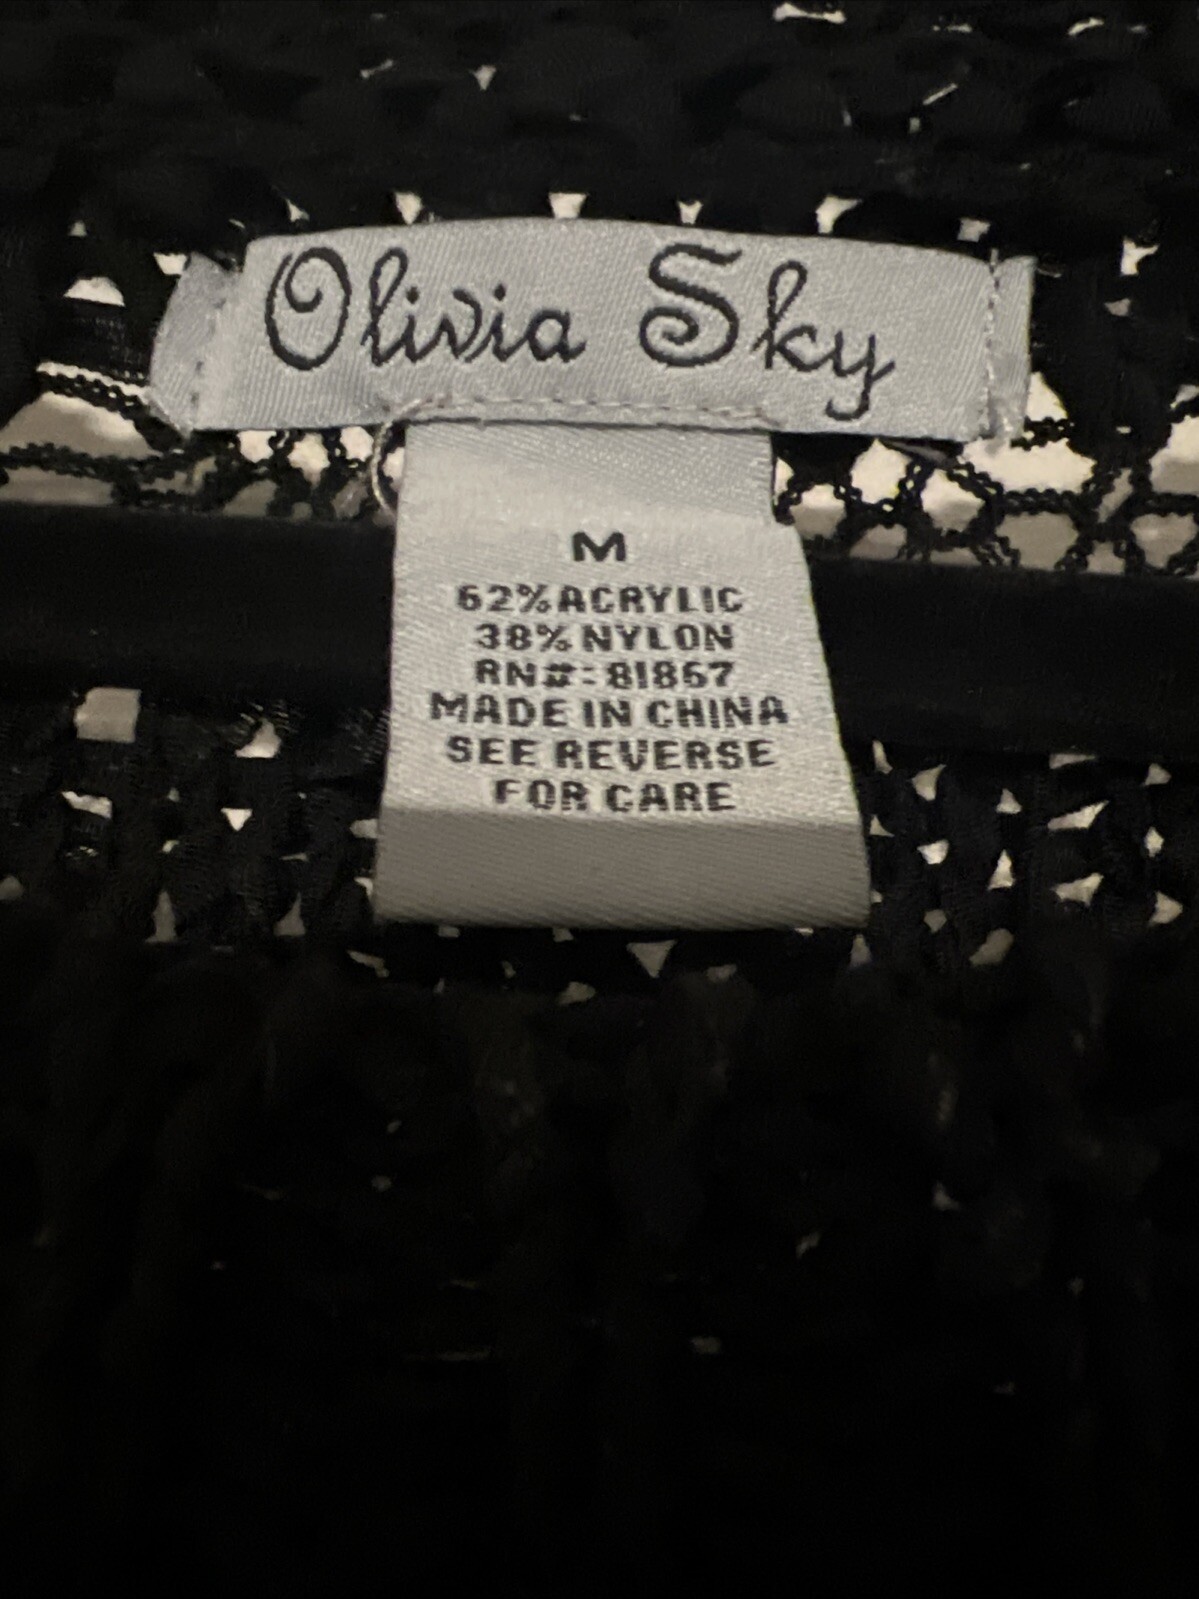 Olivia Sky
M
62% ACRYLIC
38% NYLON
RN#: 81867
MADE IN CHINA
SEE REVERSE
FOR CARE